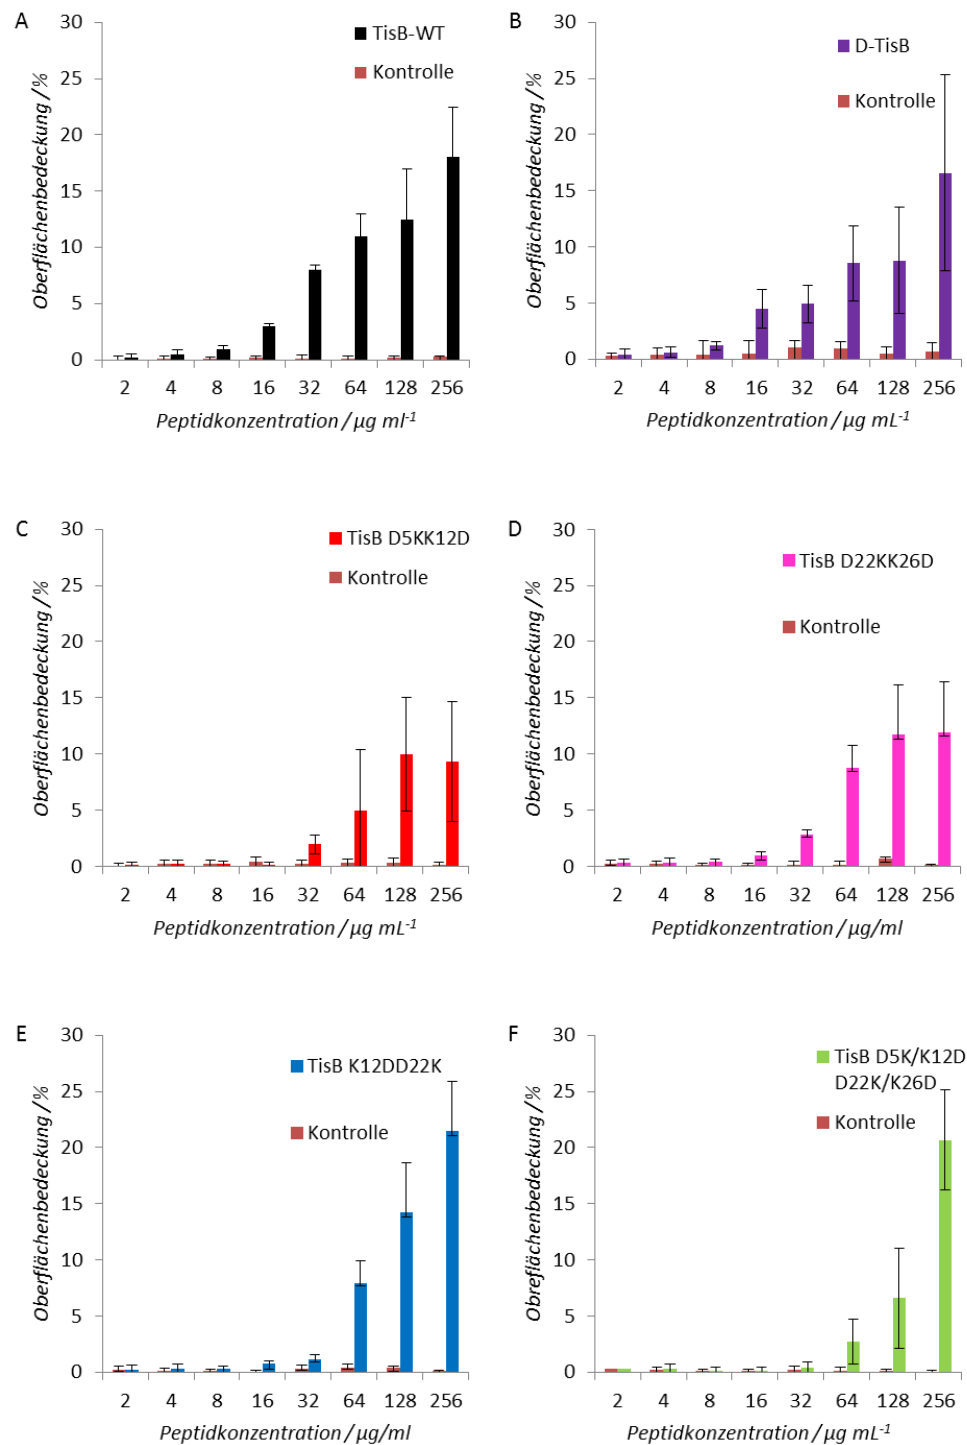 A
Oberflächenbedeckung / %
30
25
20
15
10
5
0
TisB-WT
Kontrolle
2 4 8 16 32 64 128 256
Peptidkonzentration / µg ml-1
B
Oberflächenbedeckung / %
30
25
20
15
10
5
0
D-TisB
Kontrolle
2 4 8 16 32 64 128 256
Peptidkonzentration / µg mL-1
C
Oberflächenbedeckung / %
30
25
20
15
10
5
0
TisB D5KK12D
Kontrolle
2 4 8 16 32 64 128 256
Peptidkonzentration / µg mL-1
D
Oberflächenbedeckung / %
30
25
20
15
10
5
0
TisB D22KK26D
Kontrolle
2 4 8 16 32 64 128 256
Peptidkonzentration / µg/ml
E
Oberflächenbedeckung / %
30
25
20
15
10
5
0
TisB K12DD22K
Kontrolle
2 4 8 16 32 64 128 256
Peptidkonzentration / µg/ml
F
Obreflächenbedeckung / %
30
25
20
15
10
5
0
TisB D5K/K12D
D22K/K26D
Kontrolle
2 4 8 16 32 64 128 256
Peptidkonzentration / µg mL-1